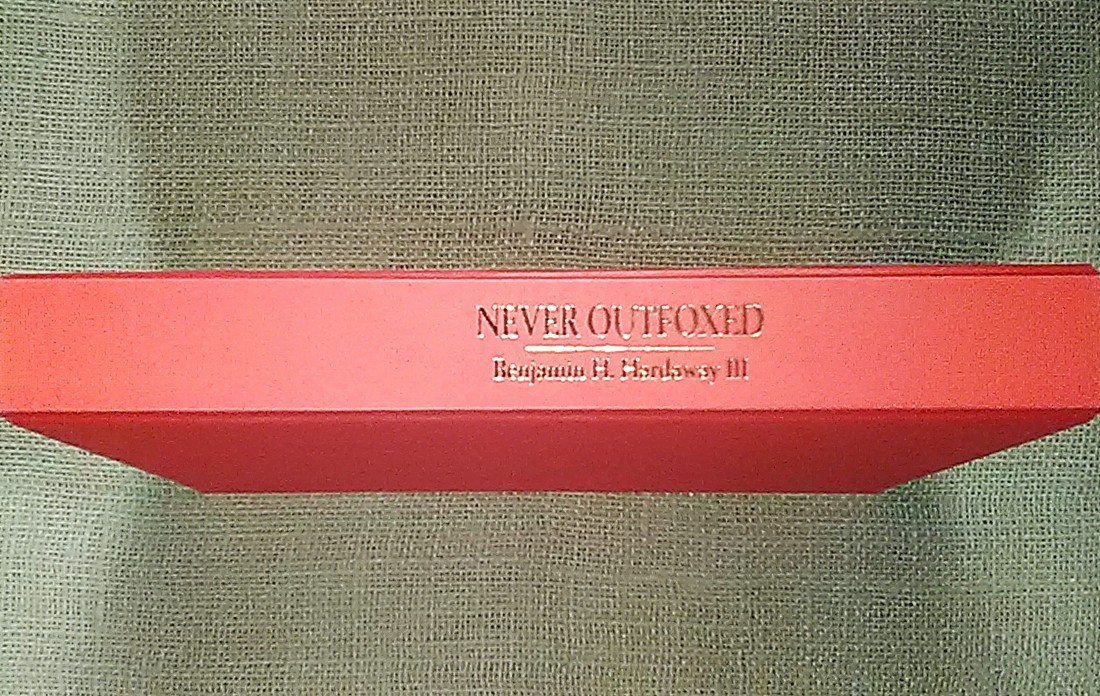 NEVER OUTFOXED
Benjamin H. Hardaway III